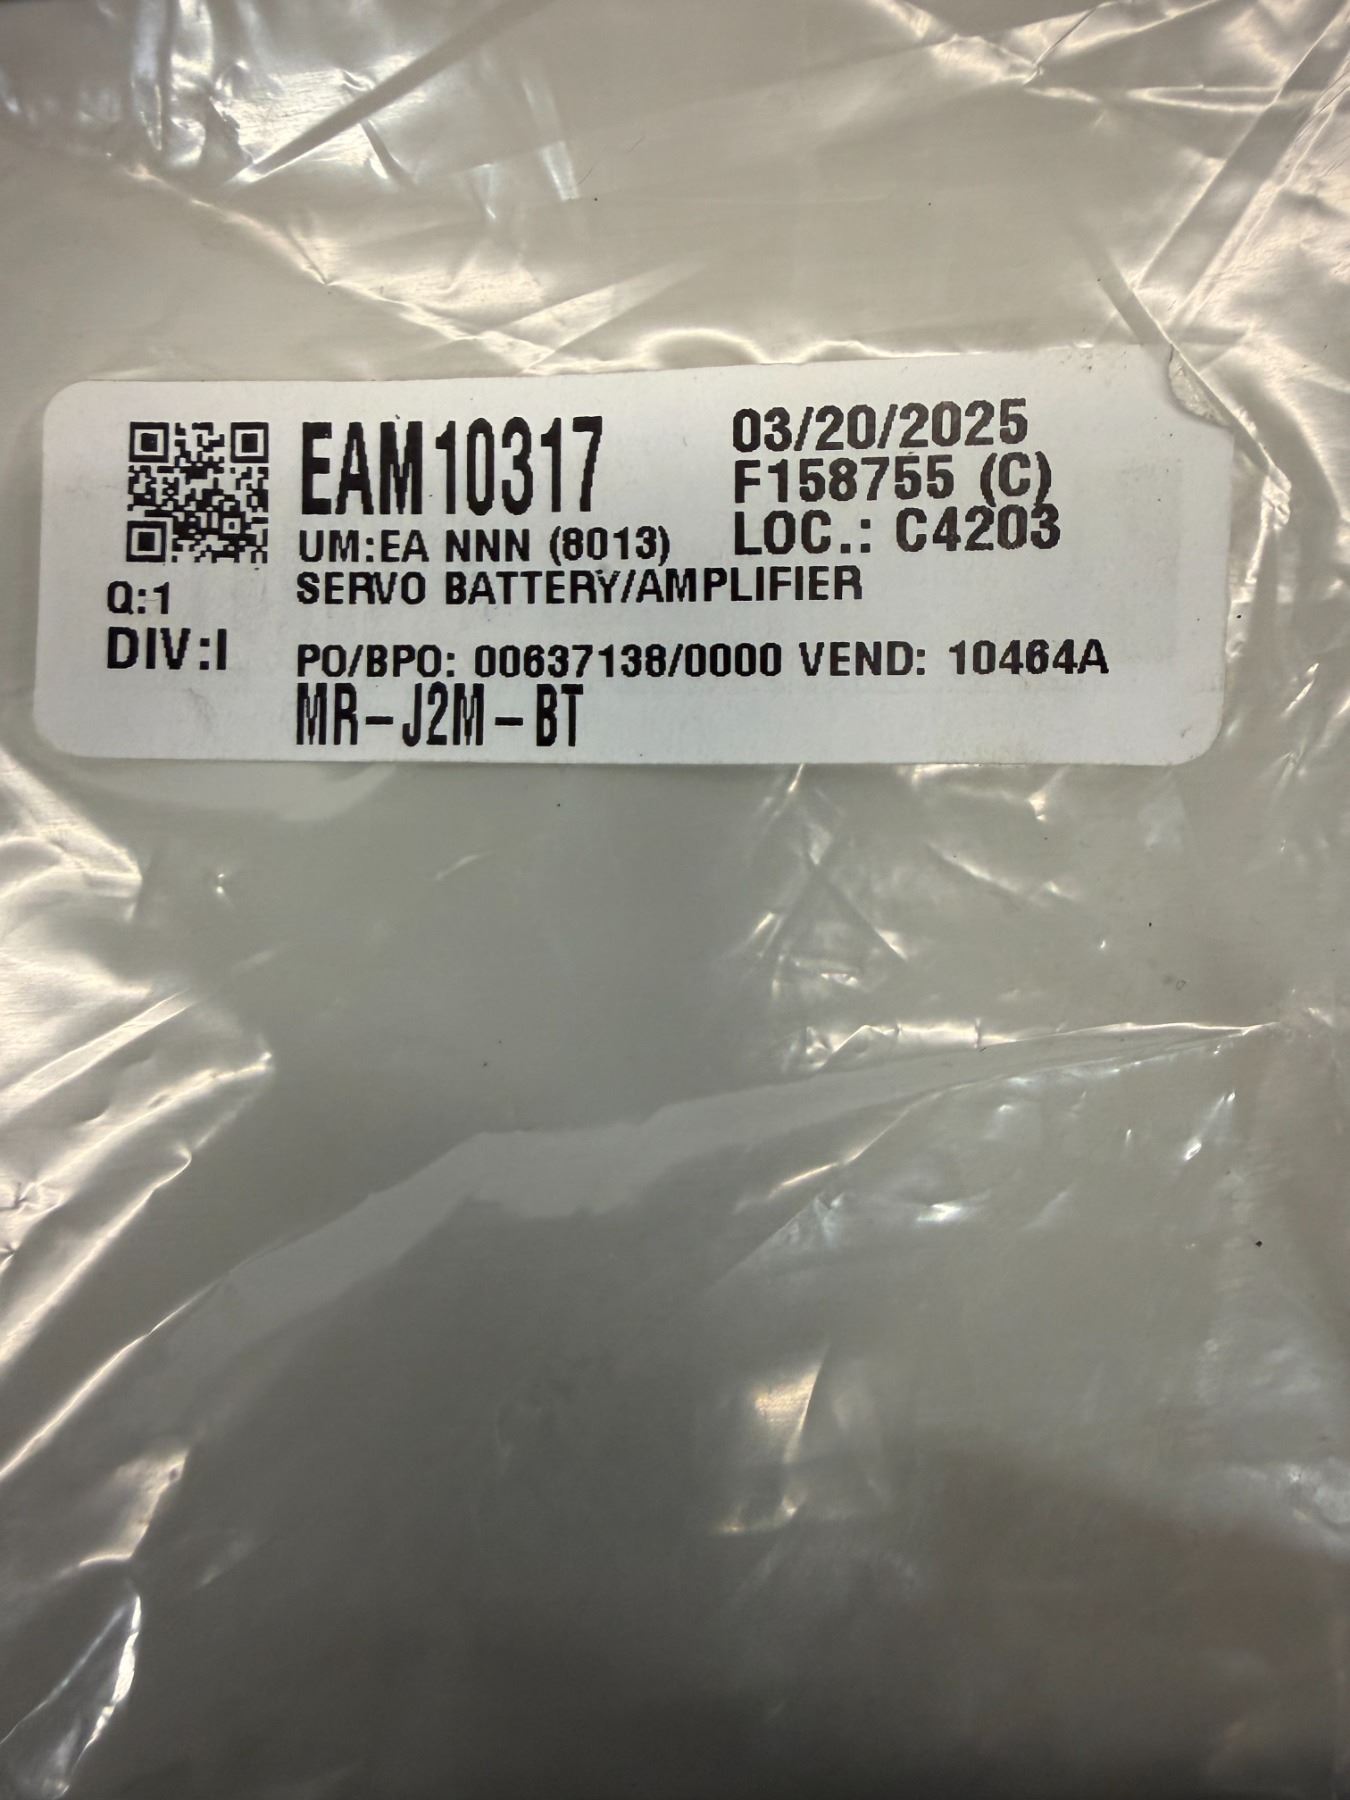 EAM10317
03/20/2025
F158755 (C)
LOC.: C4203
UM:EA NNN (8013)
SERVO BATTERY/AMPLIFIER
Q:1
DIV:I
PO/BPO: 00637138/0000 VEND: 10464A
MR-J2M-BT